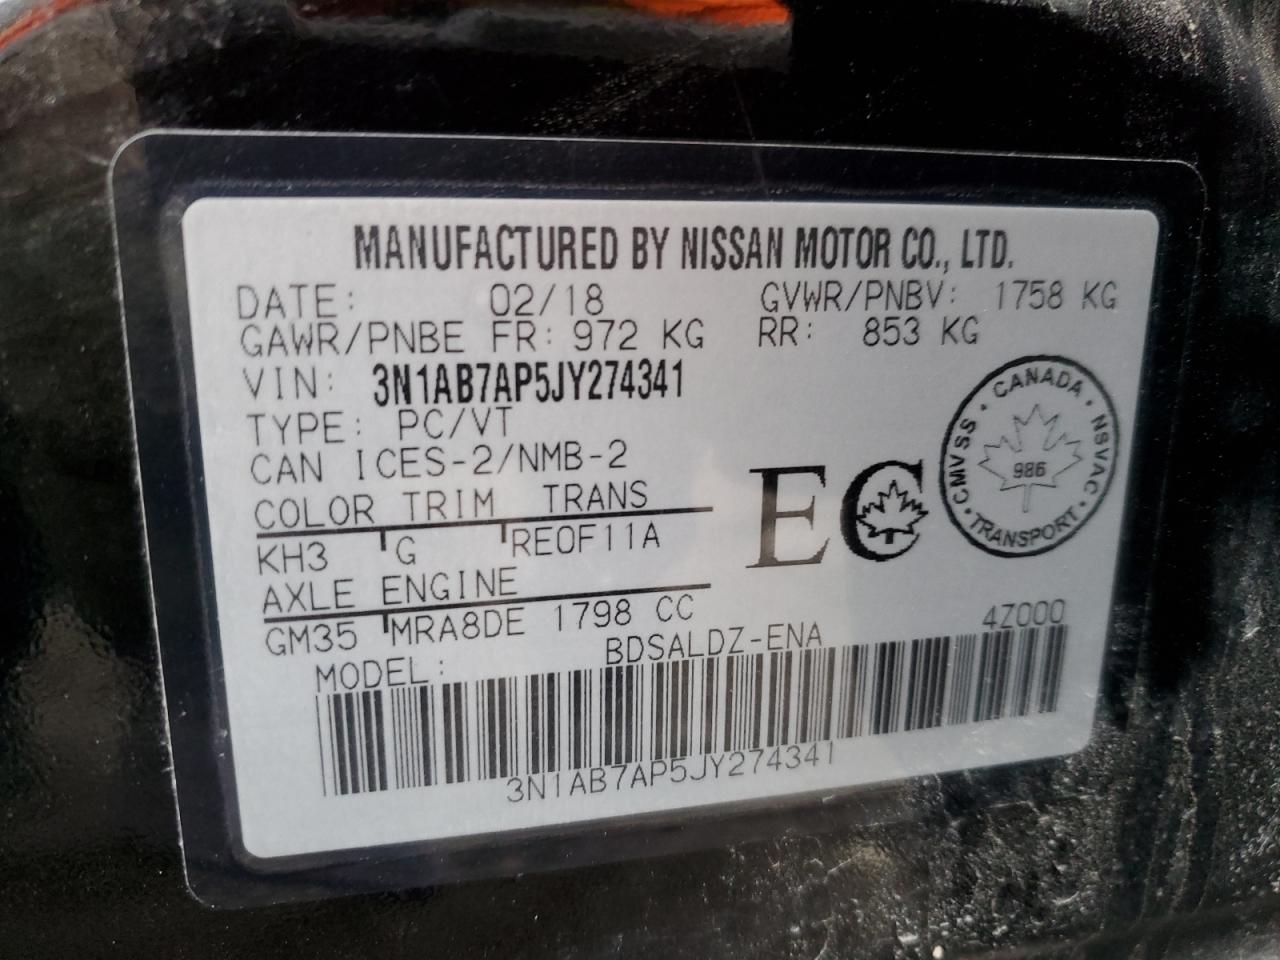 MANUFACTURED BY NISSAN MOTOR CO., LTD.
DATE: 02/18 GVWR/PNBV: 1758 KG
GAWR/PNBE FR: 972 KG RR: 853 KG
VIN: 3N1AB7AP5JY274341
TYPE: PC/VT
CAN ICES-2/NMB-2
COLOR TRIM TRANS
KH3 G RE0F11A
AXLE ENGINE
GM35 MRA8DE 1798 CC
EC
CMVSS · CANADA · NSVAC · TRANSPORT ·
986
MODEL: BDSALDZ-ENA 4Z000
3N1AB7AP5JY274341